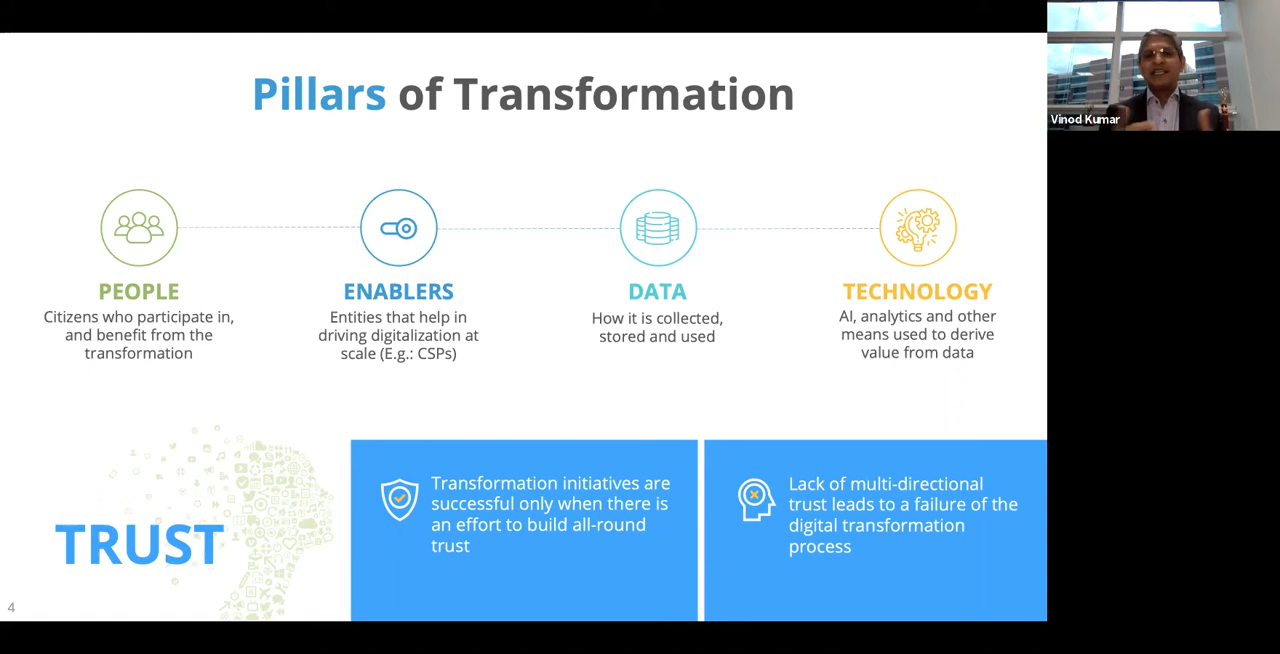 Pillars of Transformation
Vinod Kumar
PEOPLE
Citizens who participate in,
and benefit from the
transformation
ENABLERS
Entities that help in
driving digitalization at
scale (E.g.: CSPs)
DATA
How it is collected,
stored and used
TECHNOLOGY
AI, analytics and other
means used to derive
value from data
TRUST
Transformation initiatives are
successful only when there is
an effort to build all-round
trust
Lack of multi-directional
trust leads to a failure of the
digital transformation
process
4